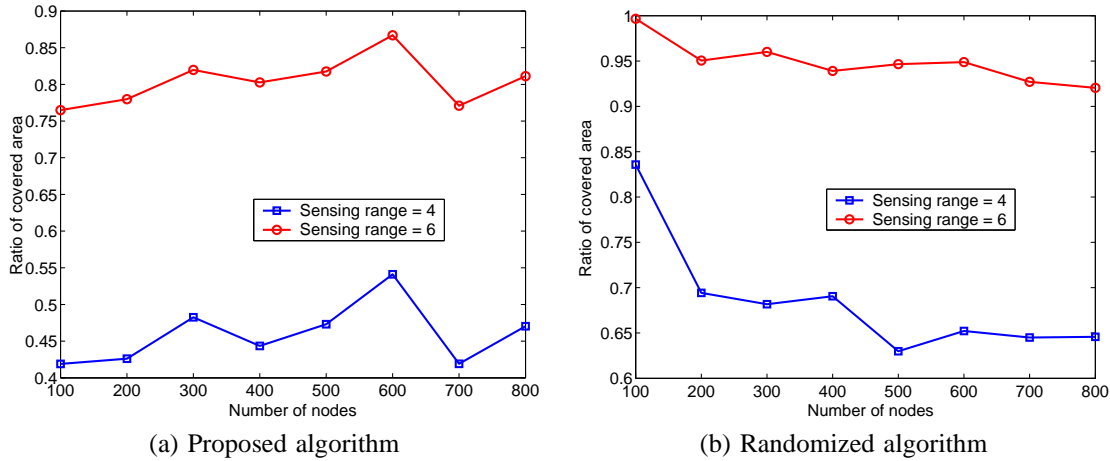 0.9
0.85
0.8
0.75
0.7
0.65
0.6
0.55
0.5
0.45
0.4
Ratio of covered area
Sensing range = 4
Sensing range = 6
100 200 300 400 500 600 700 800
Number of nodes
(a) Proposed algorithm
1
0.95
0.9
0.85
0.8
0.75
0.7
0.65
0.6
Ratio of covered area
Sensing range = 4
Sensing range = 6
100 200 300 400 500 600 700 800
Number of nodes
(b) Randomized algorithm